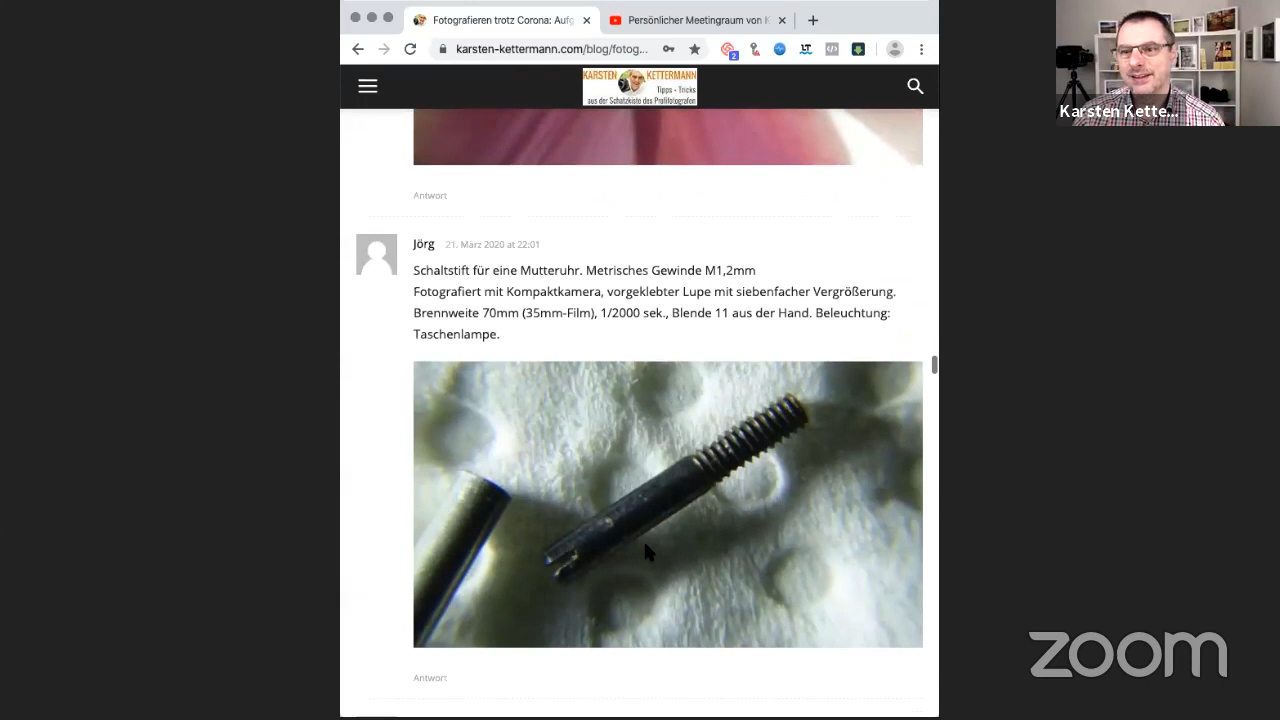 Fotografieren trotz Corona: Aufg
Persönlicher Meetingraum von K
karsten-kettermann.com/blog/fotog...
2
LT
KARSTEN KETTERMANN
Tipps + Tricks
aus der Schatzkiste des Profifotografen
Karsten Kette...
Antwort
Jörg 21. März 2020 at 22:01
Schaltstift für eine Mutteruhr. Metrisches Gewinde M1,2mm
Fotografiert mit Kompaktkamera, vorgeklebter Lupe mit siebenfacher Vergrößerung.
Brennweite 70mm (35mm-Film), 1/2000 sek., Blende 11 aus der Hand. Beleuchtung:
Taschenlampe.
Antwort
zoom